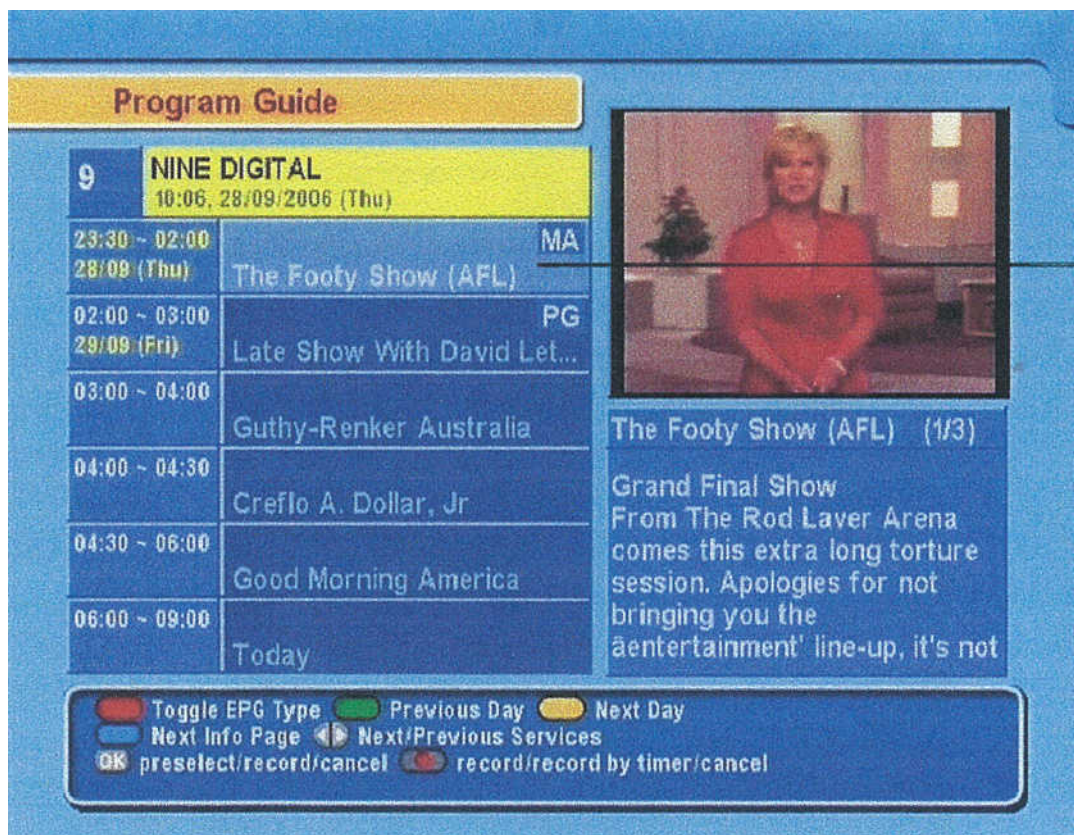 Program Guide
9 NINE DIGITAL
10:06, 28/09/2006 (Thu)
23:30 ~ 02:00 MA
28/09 (Thu) The Footy Show (AFL)
02:00 ~ 03:00 PG
29/09 (Fri) Late Show With David Let...
03:00 ~ 04:00
Guthy-Renker Australia
04:00 ~ 04:30
Creflo A. Dollar, Jr
04:30 ~ 06:00
Good Morning America
06:00 ~ 09:00
Today
The Footy Show (AFL) (1/3)
Grand Final Show
From The Rod Laver Arena
comes this extra long torture
session. Apologies for not
bringing you the
äentertainment' line-up, it's not
Toggle EPG Type Previous Day Next Day
Next Info Page Next/Previous Services
OK preselect/record/cancel record/record by timer/cancel